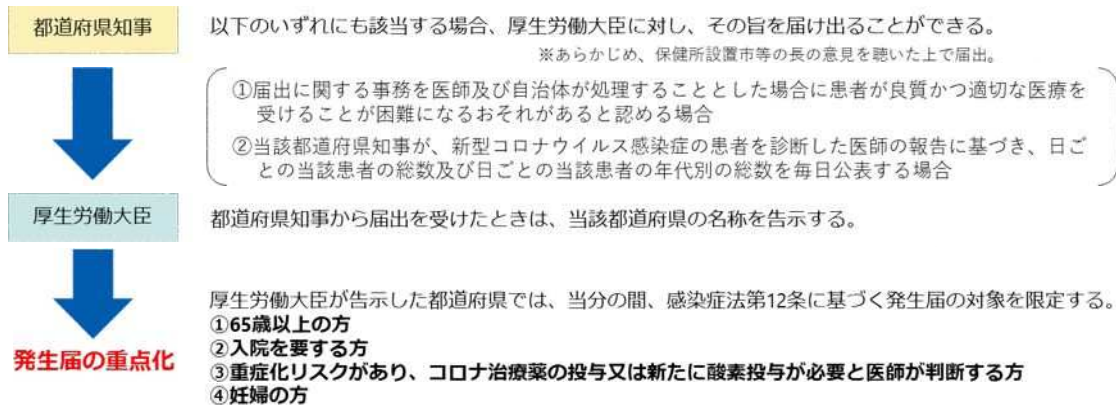 都道府県知事
以下のいずれにも該当する場合、厚生労働大臣に対し、その旨を届け出ることができる。
※あらかじめ、保健所設置市等の長の意見を聴いた上で届出。
①届出に関する事務を医師及び自治体が処理することとした場合に患者が良質かつ適切な医療を
受けることが困難になるおそれがあると認める場合
②当該都道府県知事が、新型コロナウイルス感染症の患者を診断した医師の報告に基づき、日ご
との当該患者の総数及び日ごとの当該患者の年代別の総数を毎日公表する場合
厚生労働大臣
都道府県知事から届出を受けたときは、当該都道府県の名称を告示する。
厚生労働大臣が告示した都道府県では、当分の間、感染症法第12条に基づく発生届の対象を限定する。
①65歳以上の方
発生届の重点化
②入院を要する方
③重症化リスクがあり、コロナ治療薬の投与又は新たに酸素投与が必要と医師が判断する方
④妊婦の方